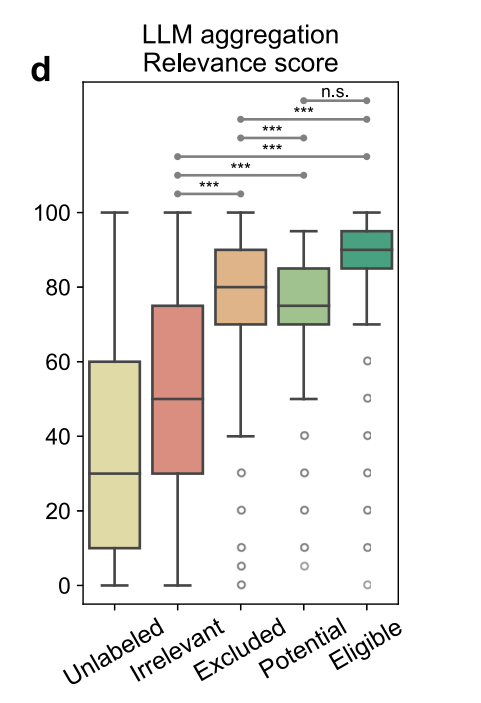 LLM aggregation
Relevance score
d
n.s.
***
***
***
***
***
100
80
60
40
20
0
Unlabeled
Irrelevant
Excluded
Potential
Eligible